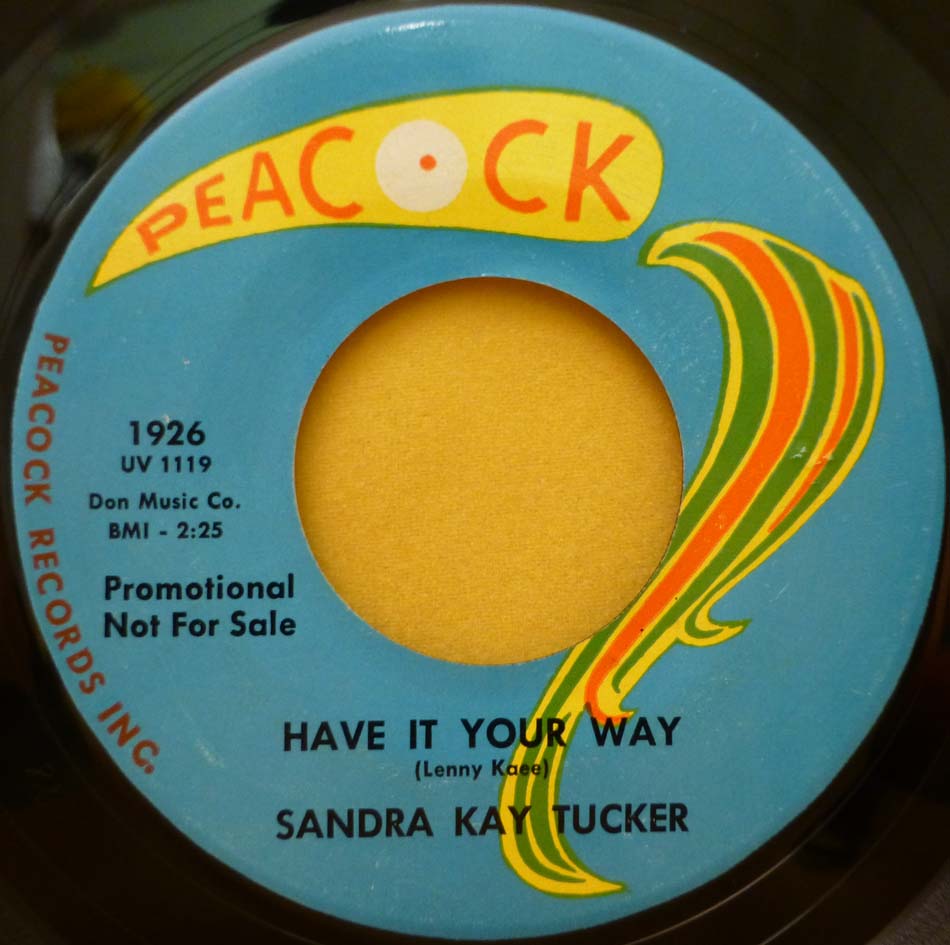 PEACOCK
PEACOCK RECORDS INC.
1926
UV 1119
Don Music Co.
BMI - 2:25
Promotional
Not For Sale
HAVE IT YOUR WAY
(Lenny Kaee)
SANDRA KAY TUCKER